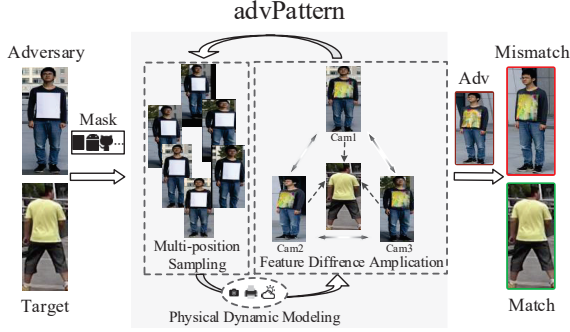 advPattern
Adversary
Mismatch
Adv
Mask
...
Cam1
Cam2
Cam3
Multi-position
Sampling
Feature Diffrence Amplication
Target
Match
Physical Dynamic Modeling